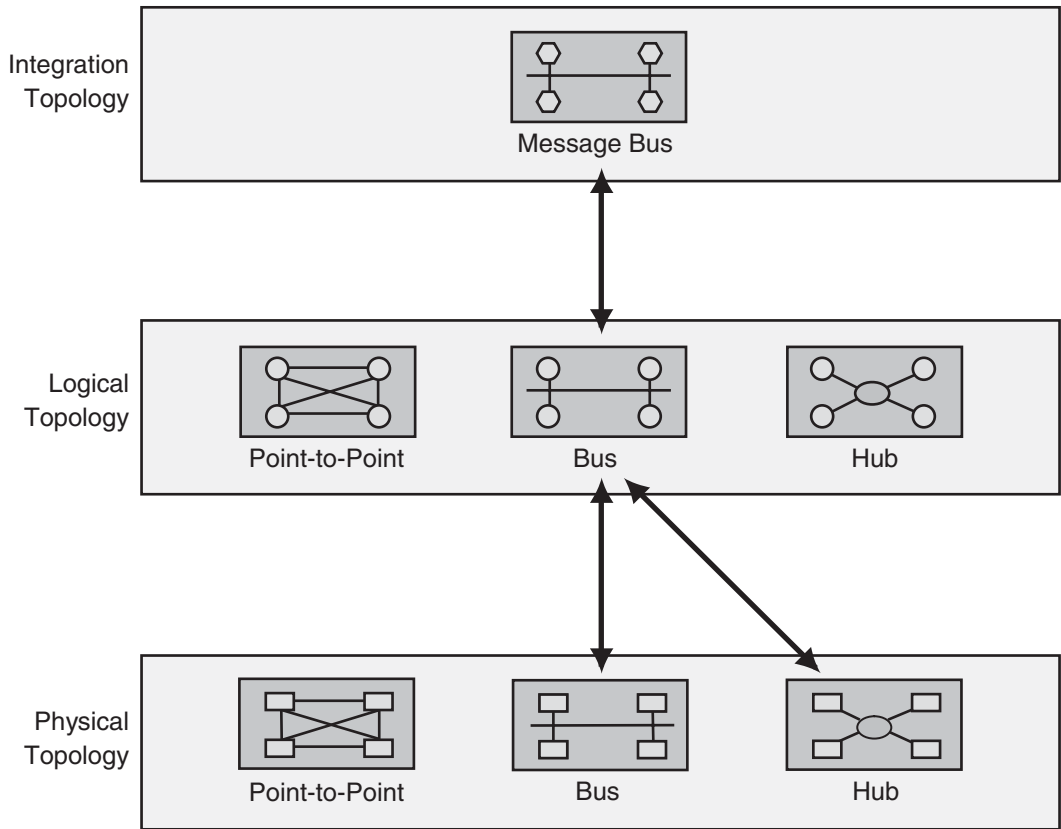 Integration
Topology
Message Bus
Logical
Topology
Point-to-Point
Bus
Hub
Physical
Topology
Point-to-Point
Bus
Hub